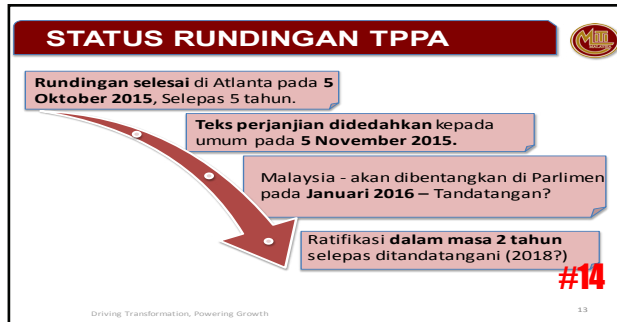 STATUS RUNDINGAN TPPA
MITI
MALAYSIA
Rundingan selesai di Atlanta pada 5
Oktober 2015, Selepas 5 tahun.
Teks perjanjian didedahkan kepada
umum pada 5 November 2015.
Malaysia - akan dibentangkan di Parlimen
pada Januari 2016 – Tandatangan?
Ratifikasi dalam masa 2 tahun
selepas ditandatangani (2018?)
#14
Driving Transformation, Powering Growth
13